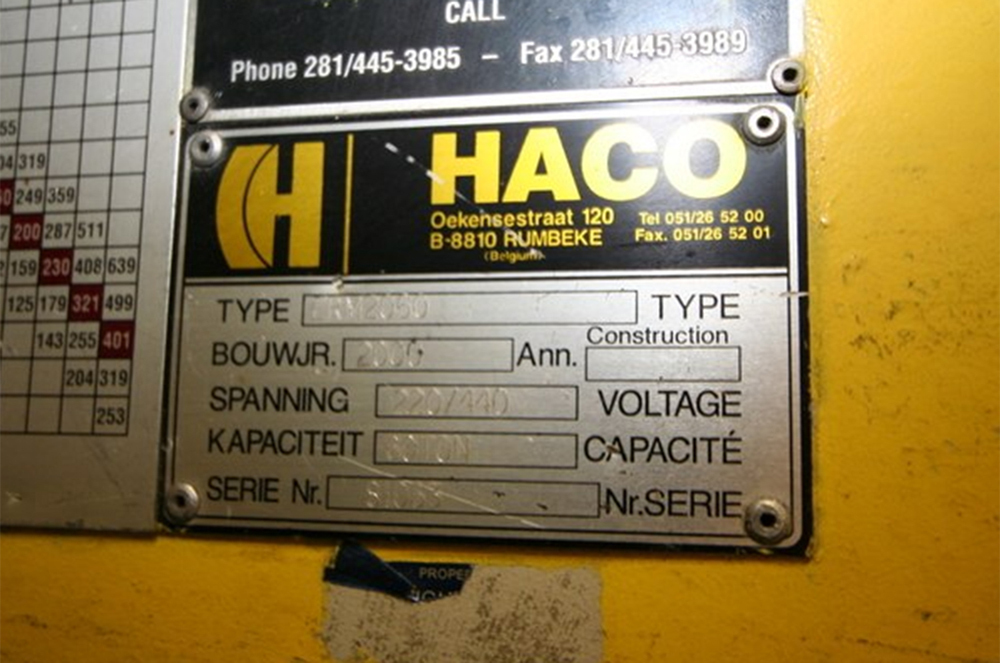 CALL
Phone 281/445-3985 – Fax 281/445-3989
55
319
249 359
200 287 511
159 230 408 639
125 179 321 499
143 255 401
204 319
253
H HACO
Oekensestraat 120 Tel 051/26 52 00
B-8810 RUMBEKE Fax. 051/26 52 01
(Belgium)
TYPE TYPE
BOUWJR. Ann. Construction
SPANNING 220/440 VOLTAGE
KAPACITEIT CAPACITÉ
SERIE Nr. Nr.SERIE
PROPE